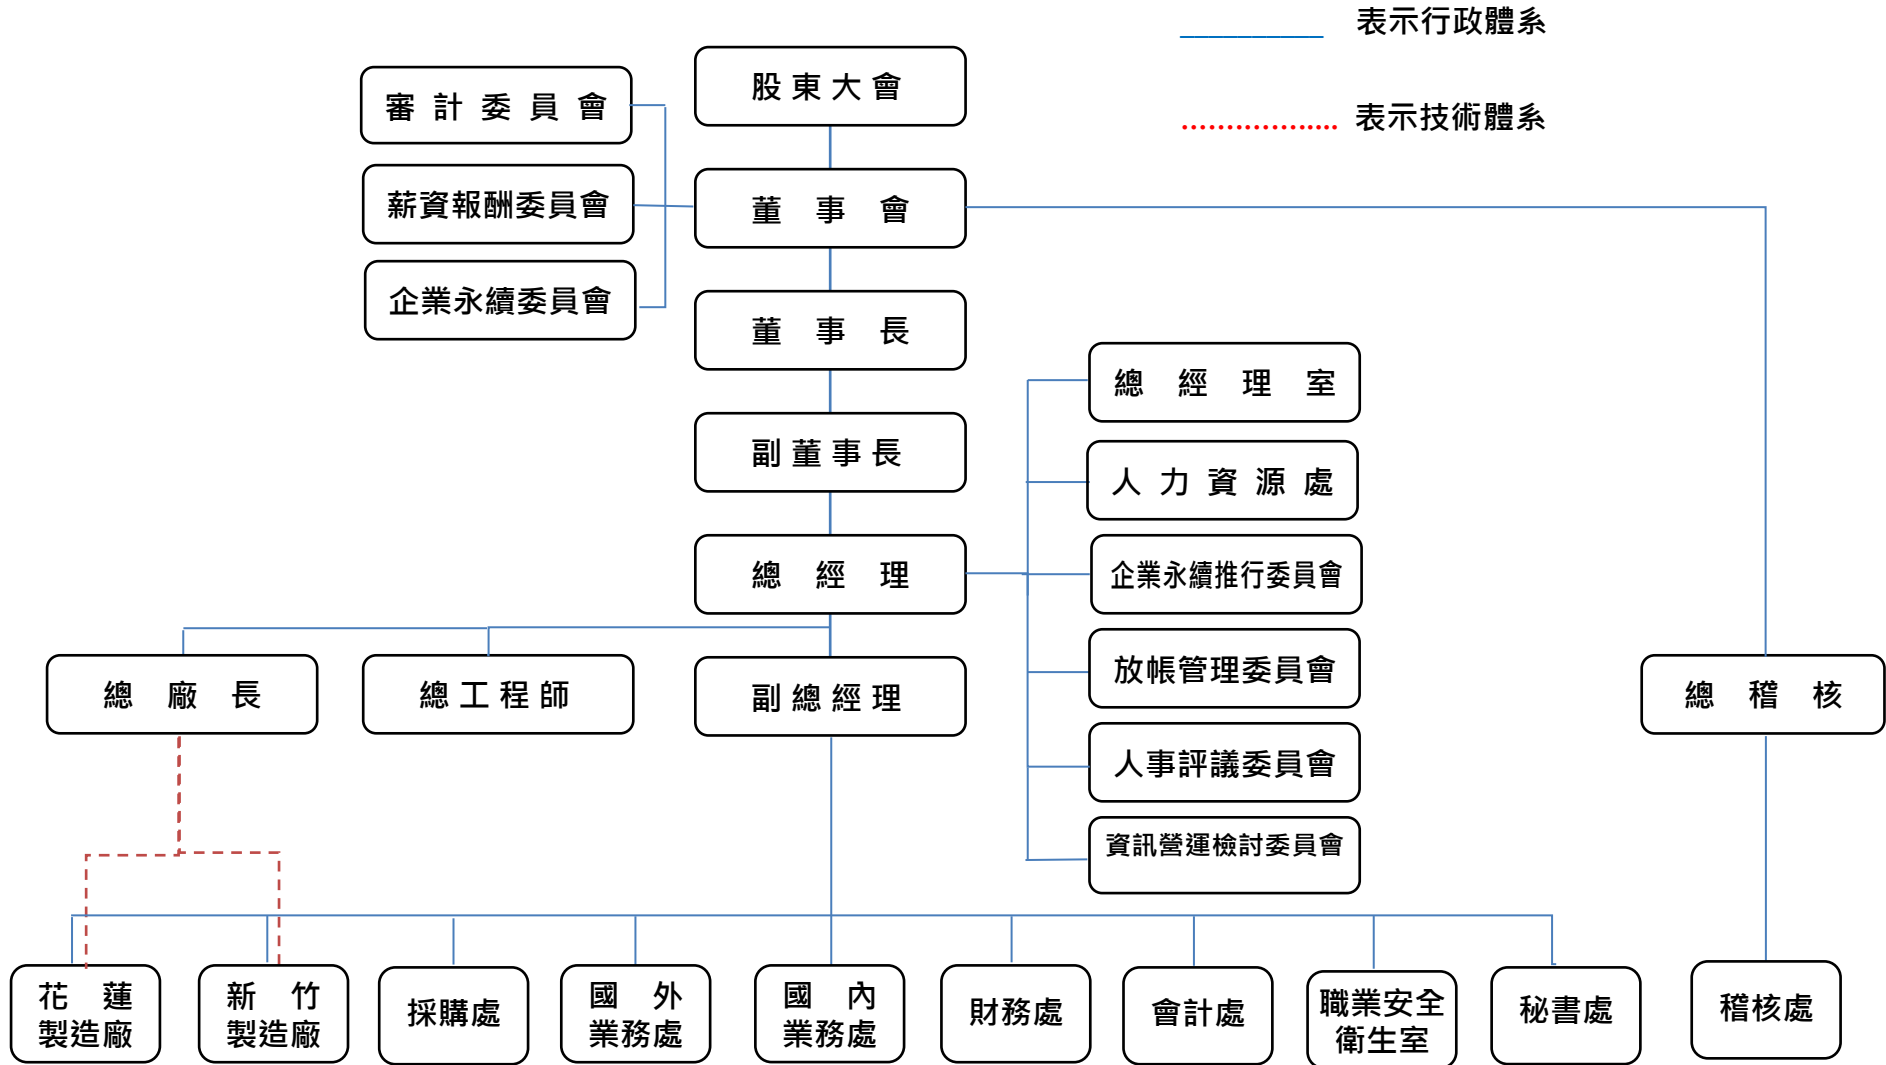 表示行政體系
表示技術體系
股東大會
審計委員會
薪資報酬委員會
企業永續委員會
董事會
董事長
副董事長
總經理
總經理室
人力資源處
企業永續推行委員會
放帳管理委員會
人事評議委員會
資訊營運檢討委員會
總廠長
總工程師
副總經理
總稽核
花蓮
製造廠
新竹
製造廠
採購處
國外
業務處
國內
業務處
財務處
會計處
職業安全
衛生室
秘書處
稽核處